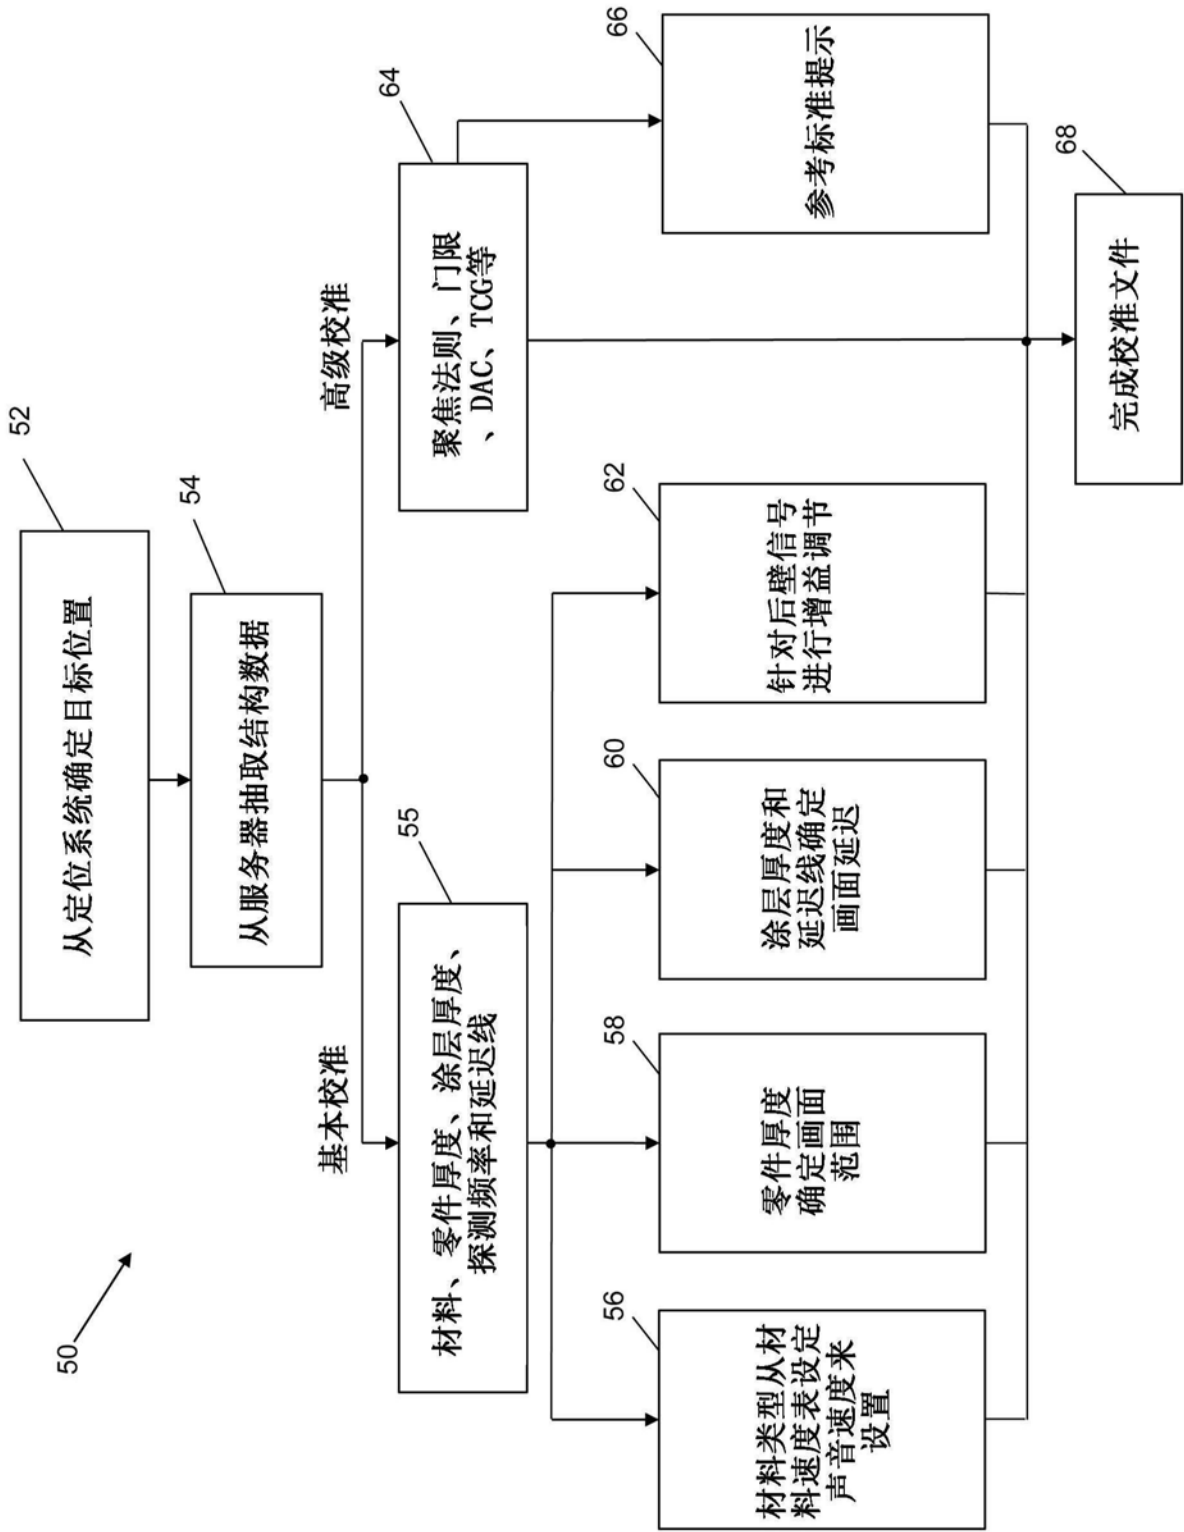 50
从定位系统确定目标位置
52
从服务器抽取结构数据
54
基本校准
高级校准
材料、零件厚度、涂层厚度、
探测频率和延迟线
55
聚焦法则、门限
、DAC、TCG等
64
材料类型从材
料速度表设定
声音速度来
设置
56
零件厚度
确定画面
范围
58
涂层厚度和
延迟线确定
画面延迟
60
针对后壁信号
进行增益调节
62
参考标准提示
66
完成校准文件
68